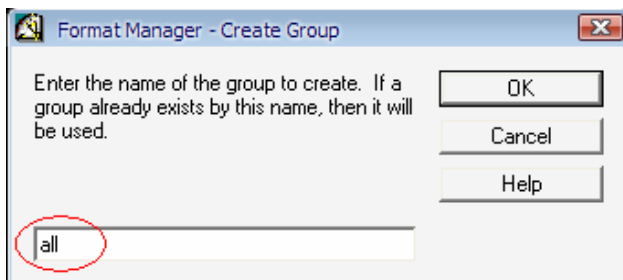 Format Manager - Create Group
Enter the name of the group to create. If a
group already exists by this name, then it will
be used.
OK
Cancel
Help
all